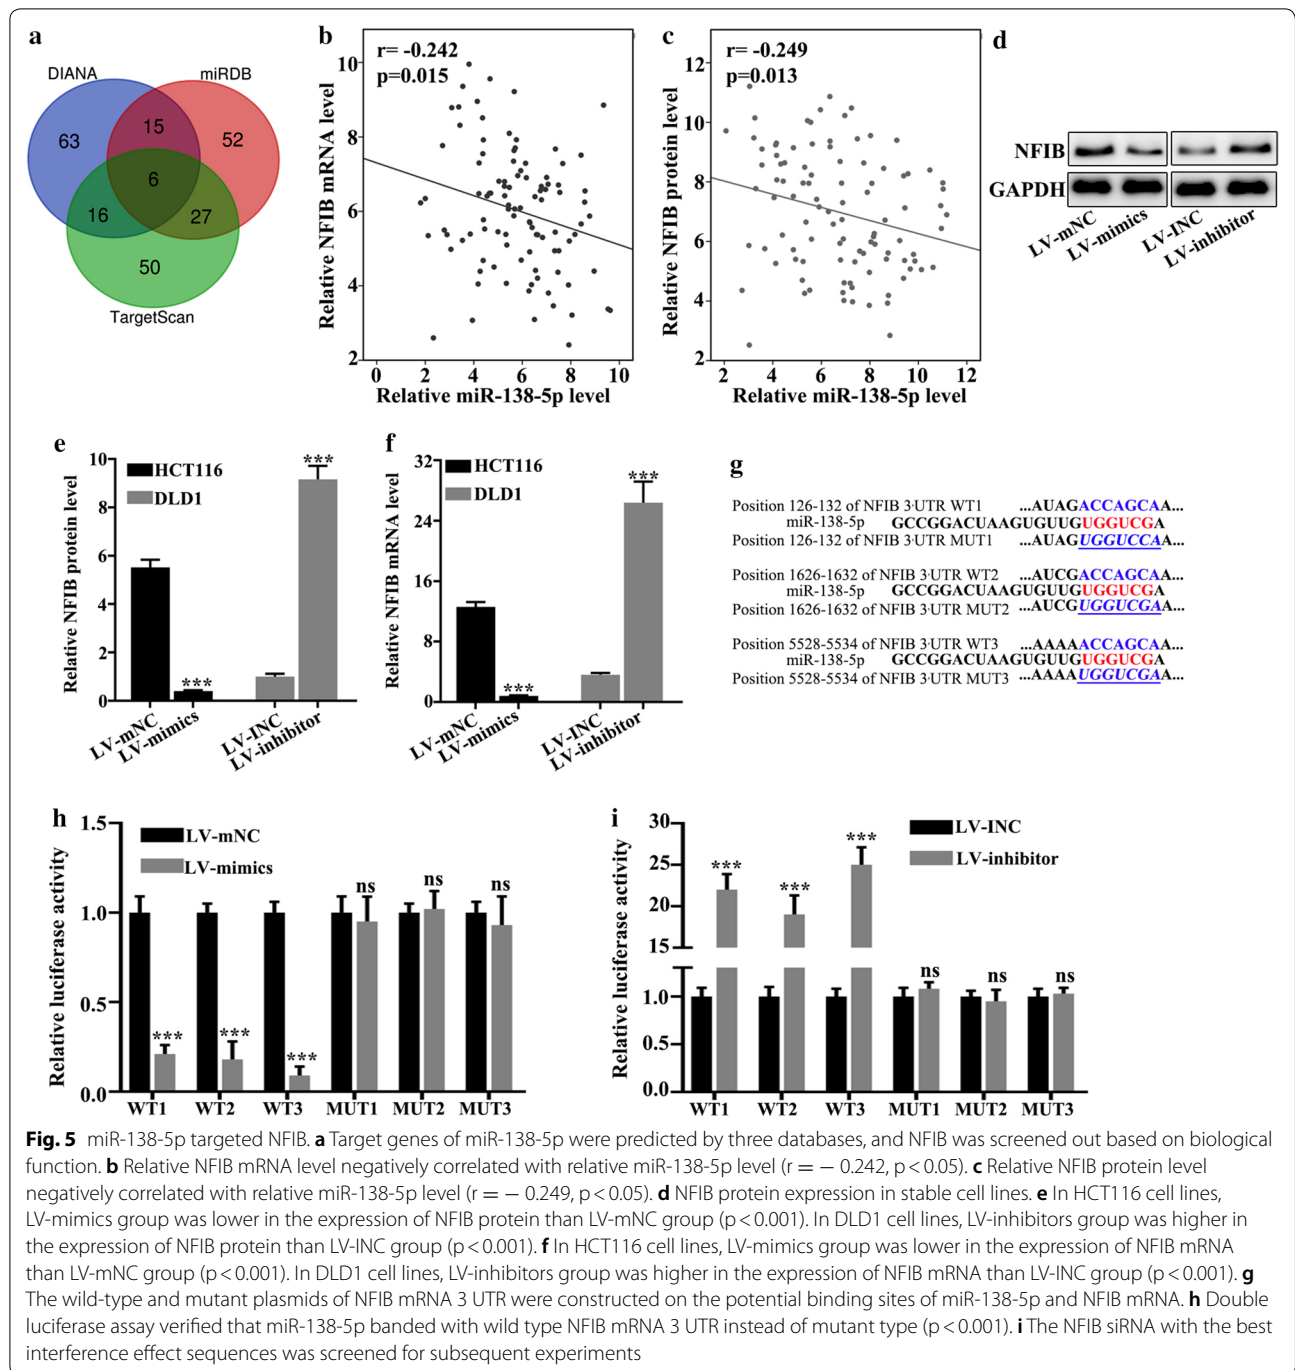 a
DIANA
miRDB
63
15
52
6
16
27
50
TargetScan
b
r= -0.242
p=0.015
Relative NFIB mRNA level
10
8
6
4
2
0 2 4 6 8 10
Relative miR-138-5p level
c
r= -0.249
p=0.013
Relative NFIB protein level
12
10
8
6
4
2
2 4 6 8 10 12
Relative miR-138-5p level
d
NFIB
GAPDH
LV-mNC
LV-mimics
LV-INC
LV-inhibitor
e
Relative NFIB protein level
10
8
6
4
2
0
HCT116
DLD1
***
***
LV-mNC
LV-mimics
LV-INC
LV-inhibitor
f
Relative NFIB mRNA level
32
24
16
8
0
HCT116
DLD1
***
***
LV-mNC
LV-mimics
LV-INC
LV-inhibitor
g
Position 126-132 of NFIB 3'UTR WT1 ...AUAGACCAGCAA...
miR-138-5p GCCGGACUAAGUGUUGUGGUCGA
Position 126-132 of NFIB 3'UTR MUT1 ...AUAGUGGUCCAA...
Position 1626-1632 of NFIB 3'UTR WT2 ...AUCGACCAGCAA...
miR-138-5p GCCGGACUAAGUGUUGUGGUCGA
Position 1626-1632 of NFIB 3'UTR MUT2 ...AUCGUGGUCGAA...
Position 5528-5534 of NFIB 3'UTR WT3 ...AAAAACCAGCAA...
miR-138-5p GCCGGACUAAGUGUUGUGGUCGA
Position 5528-5534 of NFIB 3'UTR MUT3 ...AAAAUGGUCGAA...
h
Relative luciferase activity
1.5
1.0
0.5
0.0
LV-mNC
LV-mimics
*** *** *** ns ns ns
WT1 WT2 WT3 MUT1 MUT2 MUT3
i
Relative luciferase activity
30
25
20
15
1.0
0.5
0.0
LV-INC
LV-inhibitor
*** *** *** ns ns ns
WT1 WT2 WT3 MUT1 MUT2 MUT3
Fig. 5 miR-138-5p targeted NFIB. a Target genes of miR-138-5p were predicted by three databases, and NFIB was screened out based on biological
function. b Relative NFIB mRNA level negatively correlated with relative miR-138-5p level (r = − 0.242, p < 0.05). c Relative NFIB protein level
negatively correlated with relative miR-138-5p level (r = − 0.249, p < 0.05). d NFIB protein expression in stable cell lines. e In HCT116 cell lines,
LV-mimics group was lower in the expression of NFIB protein than LV-mNC group (p < 0.001). In DLD1 cell lines, LV-inhibitors group was higher in
the expression of NFIB protein than LV-INC group (p < 0.001). f In HCT116 cell lines, LV-mimics group was lower in the expression of NFIB mRNA
than LV-mNC group (p < 0.001). In DLD1 cell lines, LV-inhibitors group was higher in the expression of NFIB mRNA than LV-INC group (p < 0.001). g
The wild-type and mutant plasmids of NFIB mRNA 3 UTR were constructed on the potential binding sites of miR-138-5p and NFIB mRNA. h Double
luciferase assay verified that miR-138-5p banded with wild type NFIB mRNA 3 UTR instead of mutant type (p < 0.001). i The NFIB siRNA with the best
interference effect sequences was screened for subsequent experiments